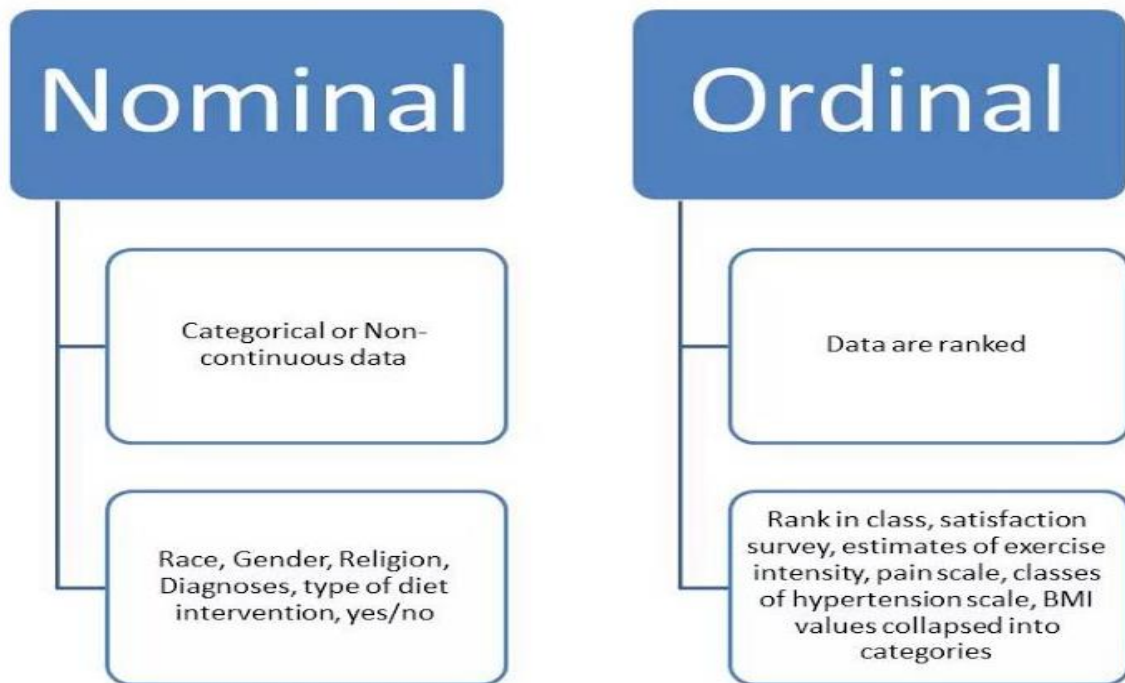 Nominal
Categorical or Non-
continuous data
Race, Gender, Religion,
Diagnoses, type of diet
intervention, yes/no
Ordinal
Data are ranked
Rank in class, satisfaction
survey, estimates of exercise
intensity, pain scale, classes
of hypertension scale, BMI
values collapsed into
categories